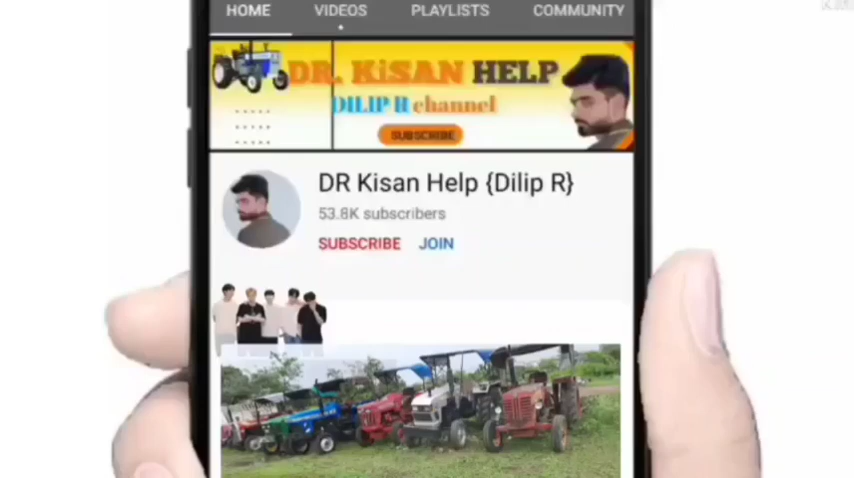 HOME VIDEOS PLAYLISTS COMMUNITY
DR. KiSAN HELP
DILIP R channel
SUBSCRIBE
DR Kisan Help {Dilip R}
53.8K subscribers
SUBSCRIBE JOIN